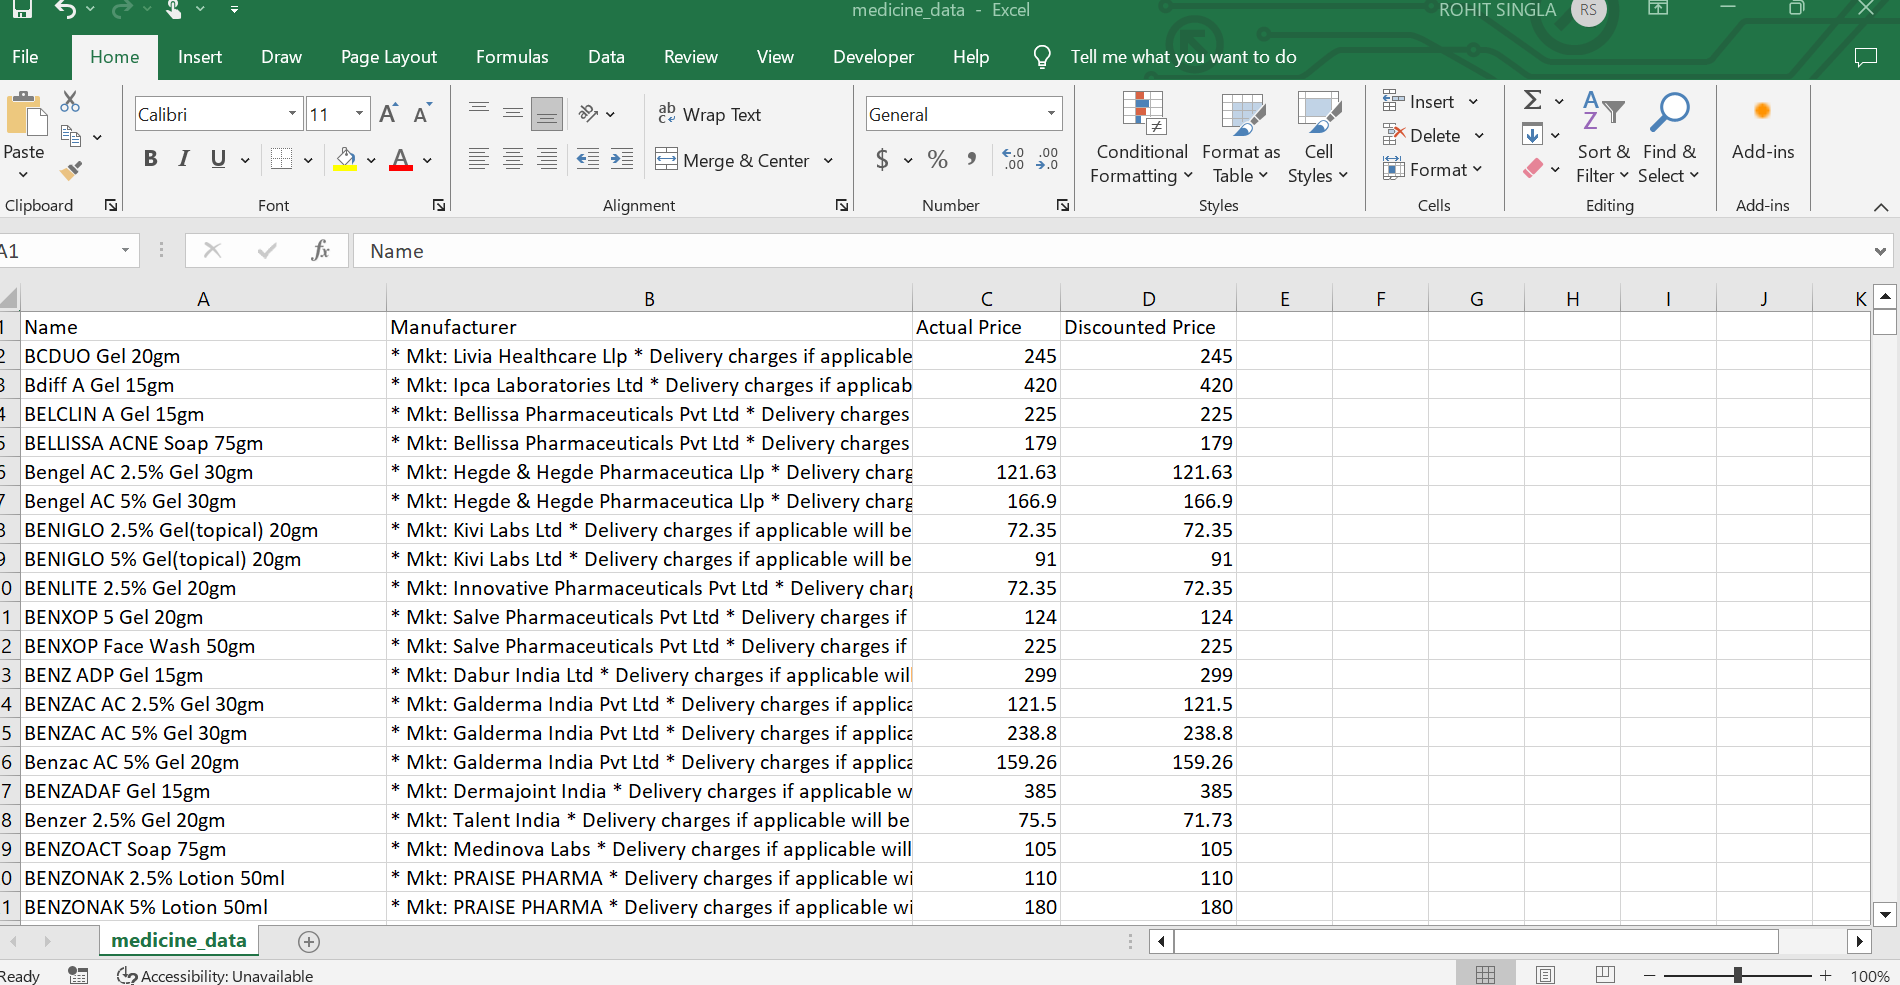 medicine_data - Excel
ROHIT SINGLA RS
File Home Insert Draw Page Layout Formulas Data Review View Developer Help Tell me what you want to do
Calibri 11 ab Wrap Text General Insert
Paste B I U A Merge & Center $ % Conditional Formatting Format as Table Cell Styles Delete Format Sort & Filter Find & Select Add-ins
Clipboard Font Alignment Number Styles Cells Editing Add-ins
A1 fx Name
A B C D E F G H I J K
1 Name Manufacturer Actual Price Discounted Price
2 BCDUO Gel 20gm * Mkt: Livia Healthcare Llp * Delivery charges if applicable 245 245
3 Bdiff A Gel 15gm * Mkt: Ipca Laboratories Ltd * Delivery charges if applicab 420 420
4 BELCLIN A Gel 15gm * Mkt: Bellissa Pharmaceuticals Pvt Ltd * Delivery charges 225 225
5 BELLISSA ACNE Soap 75gm * Mkt: Bellissa Pharmaceuticals Pvt Ltd * Delivery charges 179 179
6 Bengel AC 2.5% Gel 30gm * Mkt: Hegde & Hegde Pharmaceutica Llp * Delivery charg 121.63 121.63
7 Bengel AC 5% Gel 30gm * Mkt: Hegde & Hegde Pharmaceutica Llp * Delivery charg 166.9 166.9
8 BENIGLO 2.5% Gel(topical) 20gm * Mkt: Kivi Labs Ltd * Delivery charges if applicable will be 72.35 72.35
9 BENIGLO 5% Gel(topical) 20gm * Mkt: Kivi Labs Ltd * Delivery charges if applicable will be 91 91
0 BENLITE 2.5% Gel 20gm * Mkt: Innovative Pharmaceuticals Pvt Ltd * Delivery charg 72.35 72.35
1 BENXOP 5 Gel 20gm * Mkt: Salve Pharmaceuticals Pvt Ltd * Delivery charges if 124 124
2 BENXOP Face Wash 50gm * Mkt: Salve Pharmaceuticals Pvt Ltd * Delivery charges if 225 225
3 BENZ ADP Gel 15gm * Mkt: Dabur India Ltd * Delivery charges if applicable wil 299 299
4 BENZAC AC 2.5% Gel 30gm * Mkt: Galderma India Pvt Ltd * Delivery charges if applica 121.5 121.5
5 BENZAC AC 5% Gel 30gm * Mkt: Galderma India Pvt Ltd * Delivery charges if applica 238.8 238.8
6 Benzac AC 5% Gel 20gm * Mkt: Galderma India Pvt Ltd * Delivery charges if applica 159.26 159.26
7 BENZADAF Gel 15gm * Mkt: Dermajoint India * Delivery charges if applicable w 385 385
8 Benzer 2.5% Gel 20gm * Mkt: Talent India * Delivery charges if applicable will be 75.5 71.73
9 BENZOACT Soap 75gm * Mkt: Medinova Labs * Delivery charges if applicable will 105 105
0 BENZONAK 2.5% Lotion 50ml * Mkt: PRAISE PHARMA * Delivery charges if applicable wi 110 110
1 BENZONAK 5% Lotion 50ml * Mkt: PRAISE PHARMA * Delivery charges if applicable wi 180 180
medicine_data
Ready Accessibility: Unavailable 100%